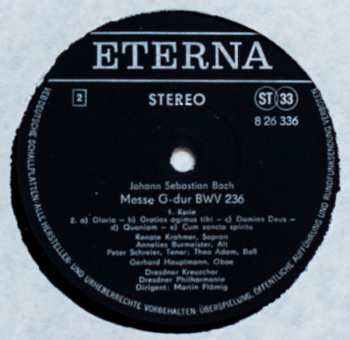 ETERNA
2
STEREO
ST 33
8 26 336
Johann Sebastian Bach
Messe G-dur BWV 236
1. Kyrie
2. a) Gloria – b) Gratias agimus tibi – c) Domine Deus –
d) Quoniam – e) Cum sancto spiritu
Renate Krahmer, Sopran
Annelies Burmeister, Alt
Peter Schreier, Tenor; Theo Adam, Baß
Gerhard Hauptmann, Oboe
Dresdner Kreuzchor
Dresdner Philharmonie
Dirigent: Martin Flämig
VEB DEUTSCHE SCHALLPLATTEN · ALLE HERSTELLER- UND URHEBERRECHTE VORBEHALTEN · ÜBERSPIELUNG, ÖFFENTLICHE AUFFÜHRUNG UND RUNDFUNKSENDUNG VERBOTEN